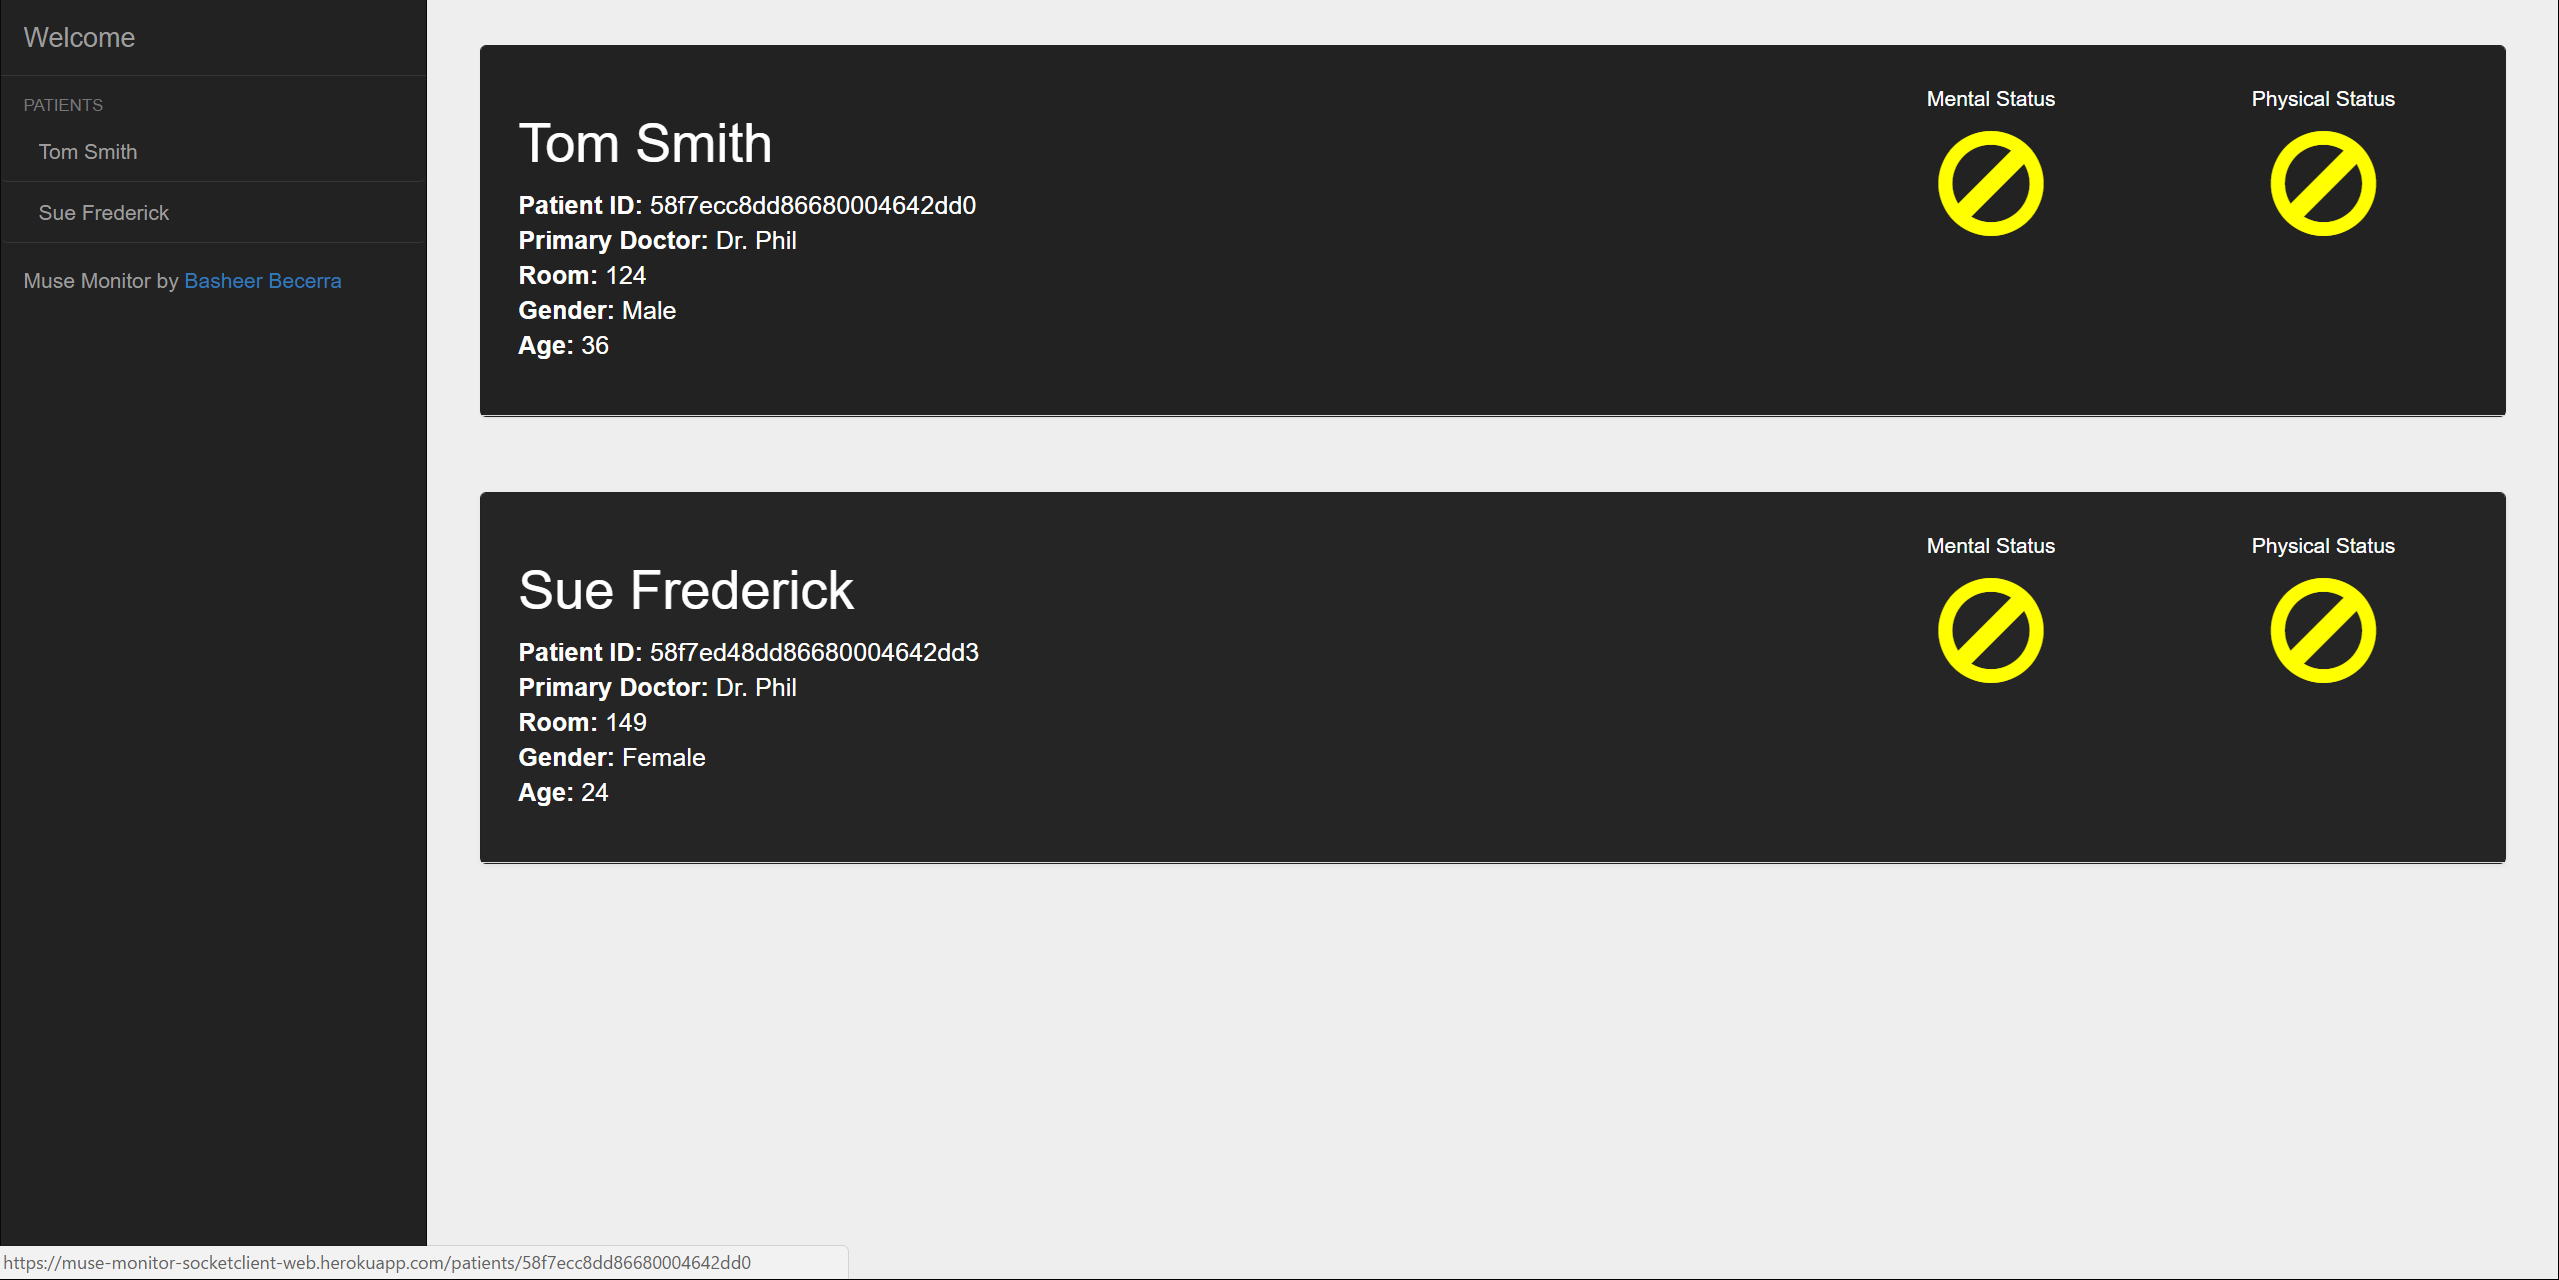 Welcome
PATIENTS
Tom Smith
Sue Frederick
Muse Monitor by Basheer Becerra
Tom Smith
Patient ID: 58f7ecc8dd86680004642dd0
Primary Doctor: Dr. Phil
Room: 124
Gender: Male
Age: 36
Mental Status
Physical Status
Sue Frederick
Patient ID: 58f7ed48dd86680004642dd3
Primary Doctor: Dr. Phil
Room: 149
Gender: Female
Age: 24
Mental Status
Physical Status
https://muse-monitor-socketclient-web.herokuapp.com/patients/58f7ecc8dd86680004642dd0